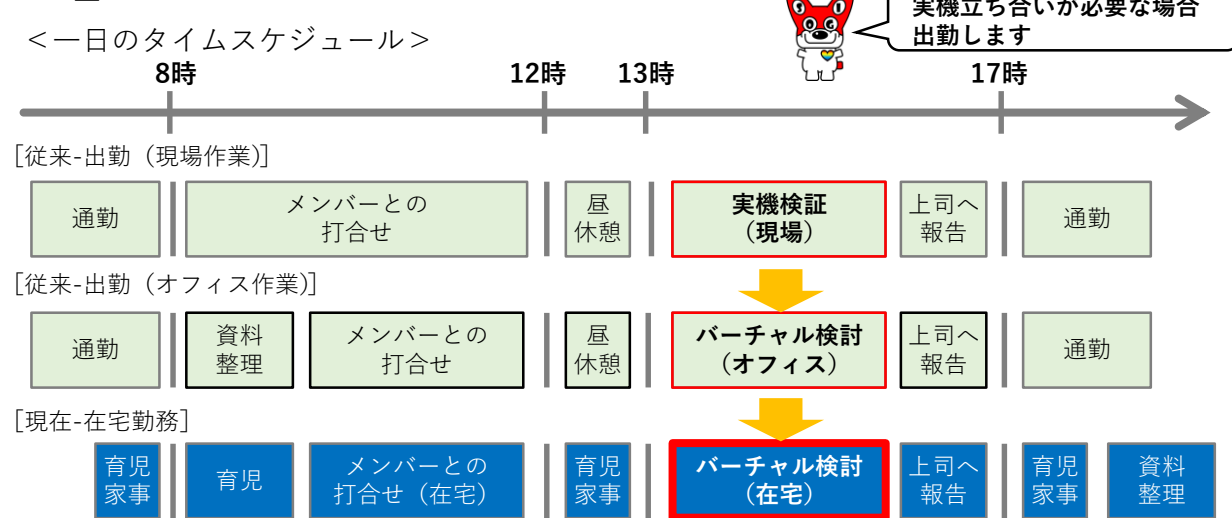 実機立ち合いが必要な場合
出勤します
＜一日のタイムスケジュール＞
8時 12時 13時 17時
[従来-出勤（現場作業)]
通勤
メンバーとの
打合せ
昼
休憩
実機検証
（現場）
上司へ
報告
通勤
[従来-出勤（オフィス作業)]
通勤
資料
整理
メンバーとの
打合せ
昼
休憩
バーチャル検討
（オフィス）
上司へ
報告
通勤
[現在-在宅勤務]
育児
家事
育児
メンバーとの
打合せ（在宅）
育児
家事
バーチャル検討
（在宅）
上司へ
報告
育児
家事
資料
整理